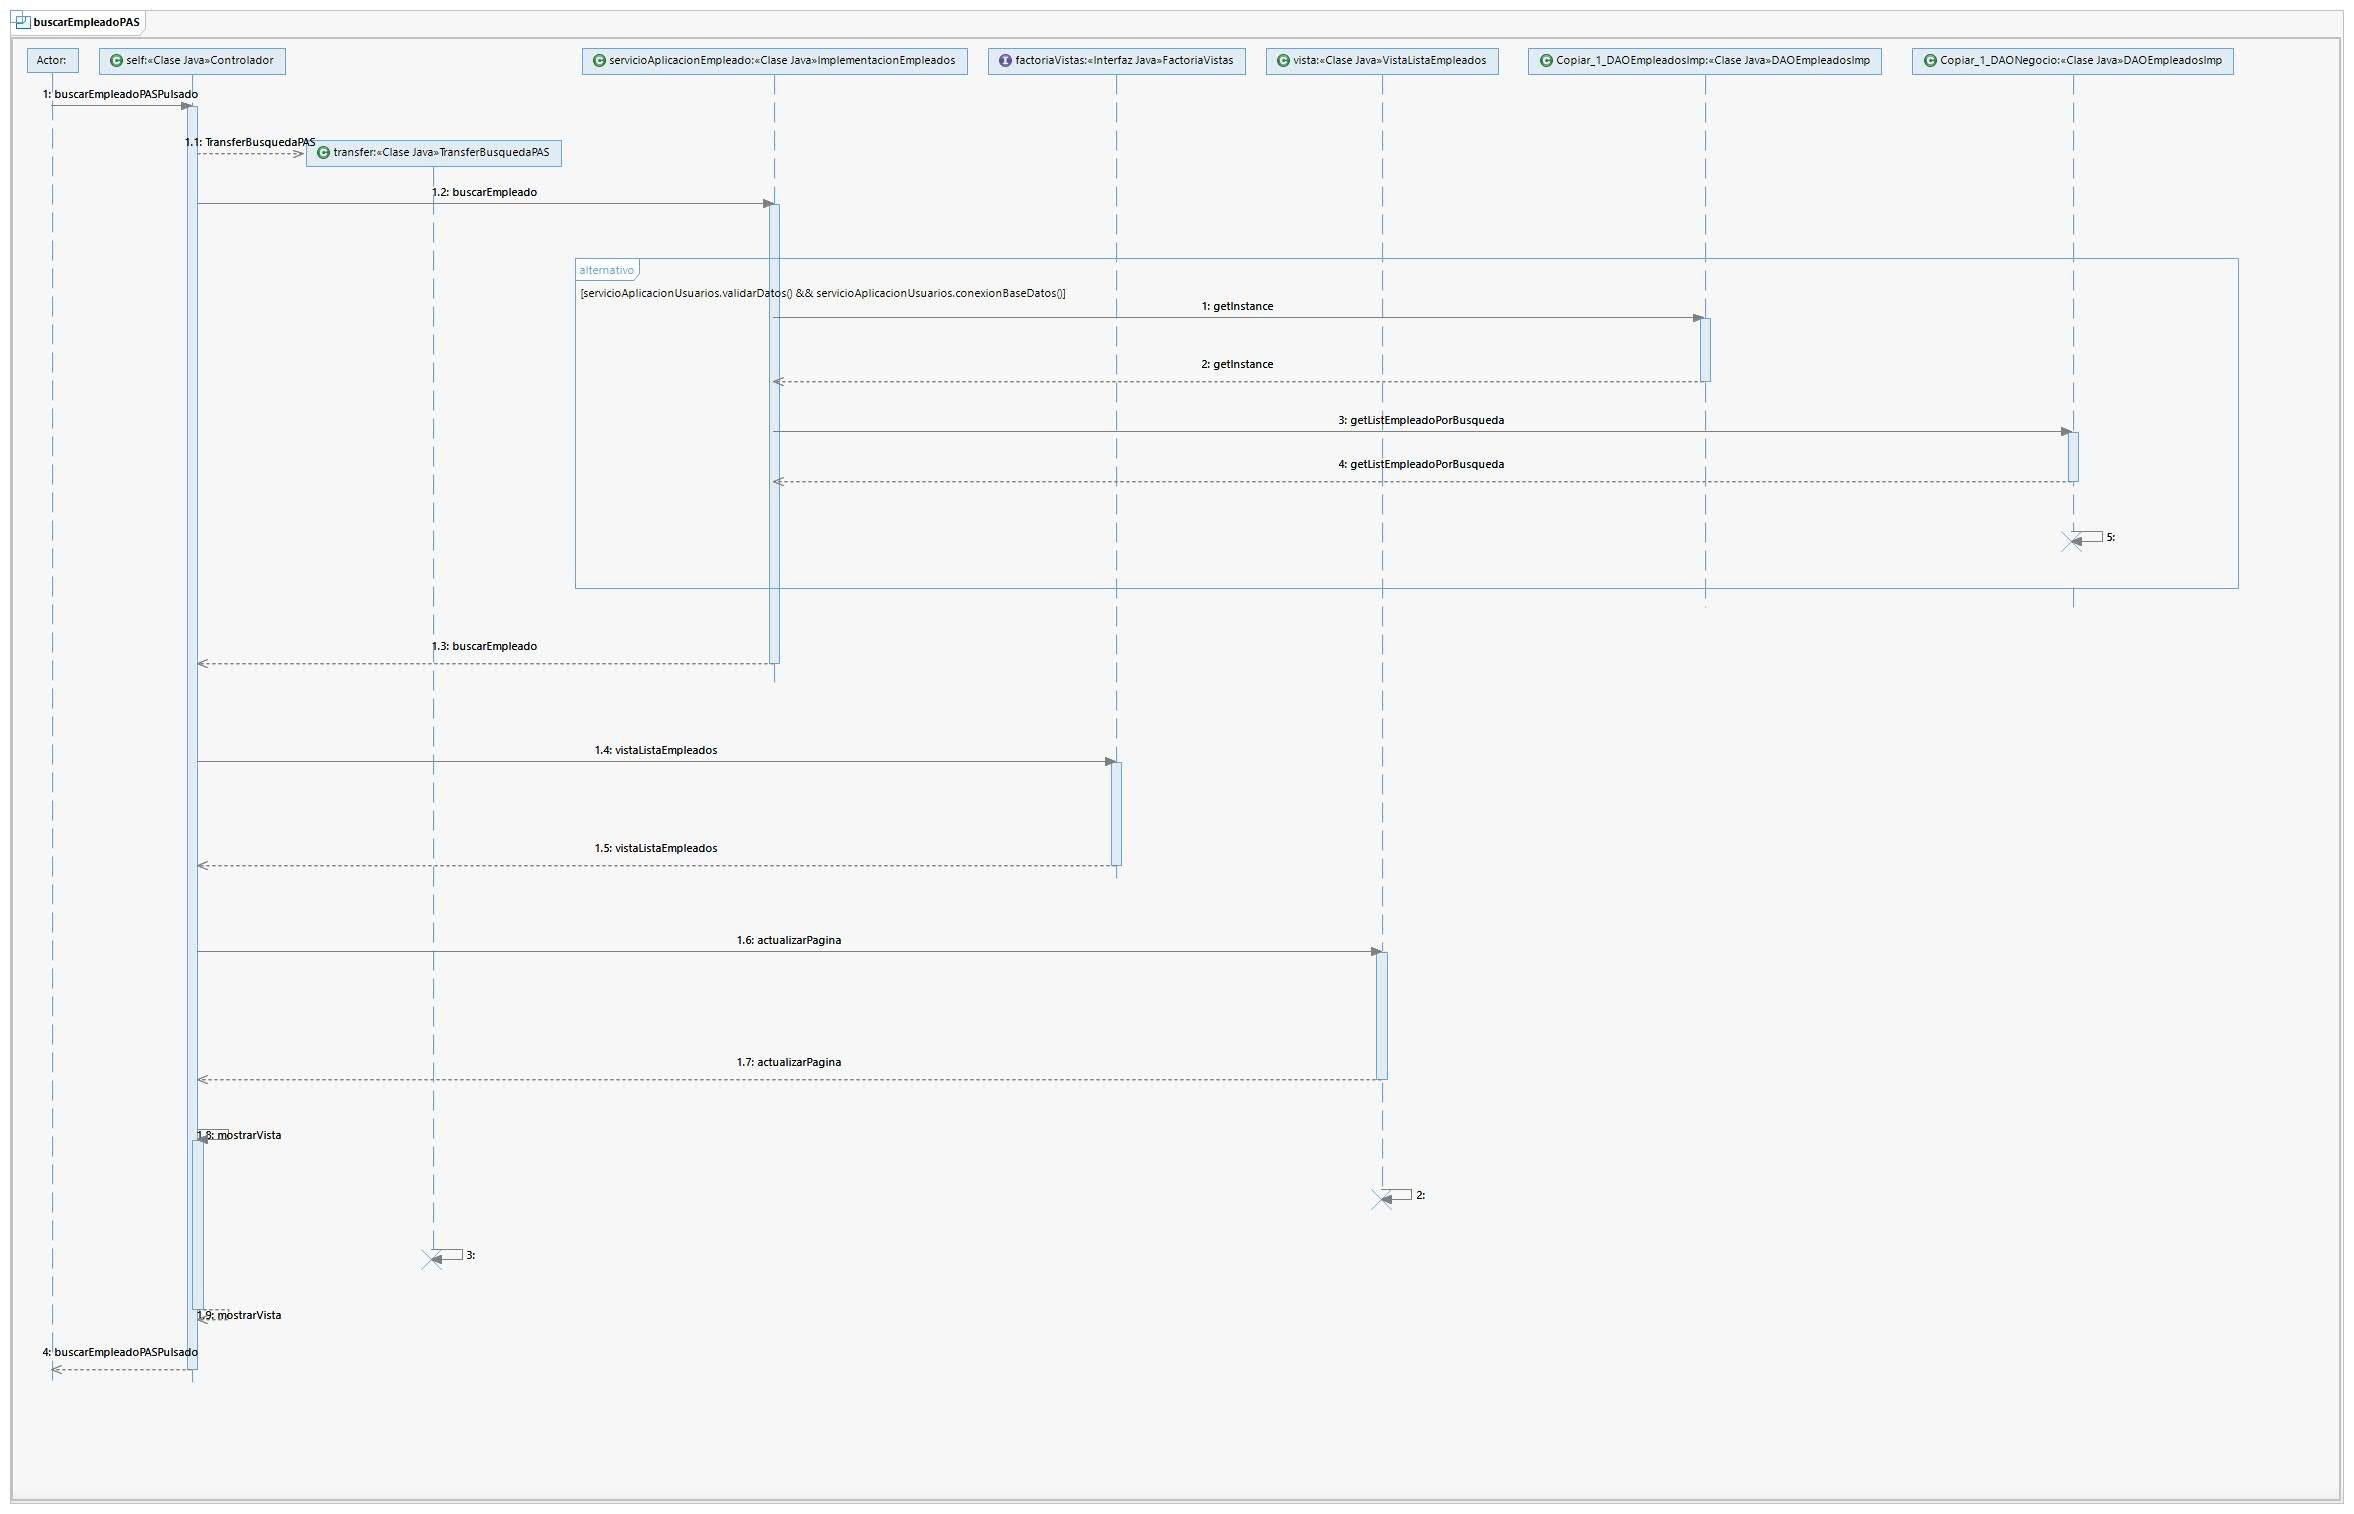 buscarEmpleadoPAS
Actor:
self:«Clase Java»Controlador
servicioAplicacionEmpleado:«Clase Java»ImplementacionEmpleados
factoriaVistas:«Interfaz Java»FactoriaVistas
vista:«Clase Java»VistaListaEmpleados
Copiar_1_DAOEmpleadosImp:«Clase Java»DAOEmpleadosImp
Copiar_1_DAONegocio:«Clase Java»DAOEmpleadosImp
1: buscarEmpleadoPASPulsado
1.1: TransferBusquedaPAS
transfer:«Clase Java»TransferBusquedaPAS
1.2: buscarEmpleado
alternativo
[servicioAplicacionUsuarios.validarDatos() && servicioAplicacionUsuarios.conexionBaseDatos()]
1: getInstance
2: getInstance
3: getListEmpleadoPorBusqueda
4: getListEmpleadoPorBusqueda
5:
1.3: buscarEmpleado
1.4: vistaListaEmpleados
1.5: vistaListaEmpleados
1.6: actualizarPagina
1.7: actualizarPagina
1.8: mostrarVista
2:
3:
1.9: mostrarVista
4: buscarEmpleadoPASPulsado